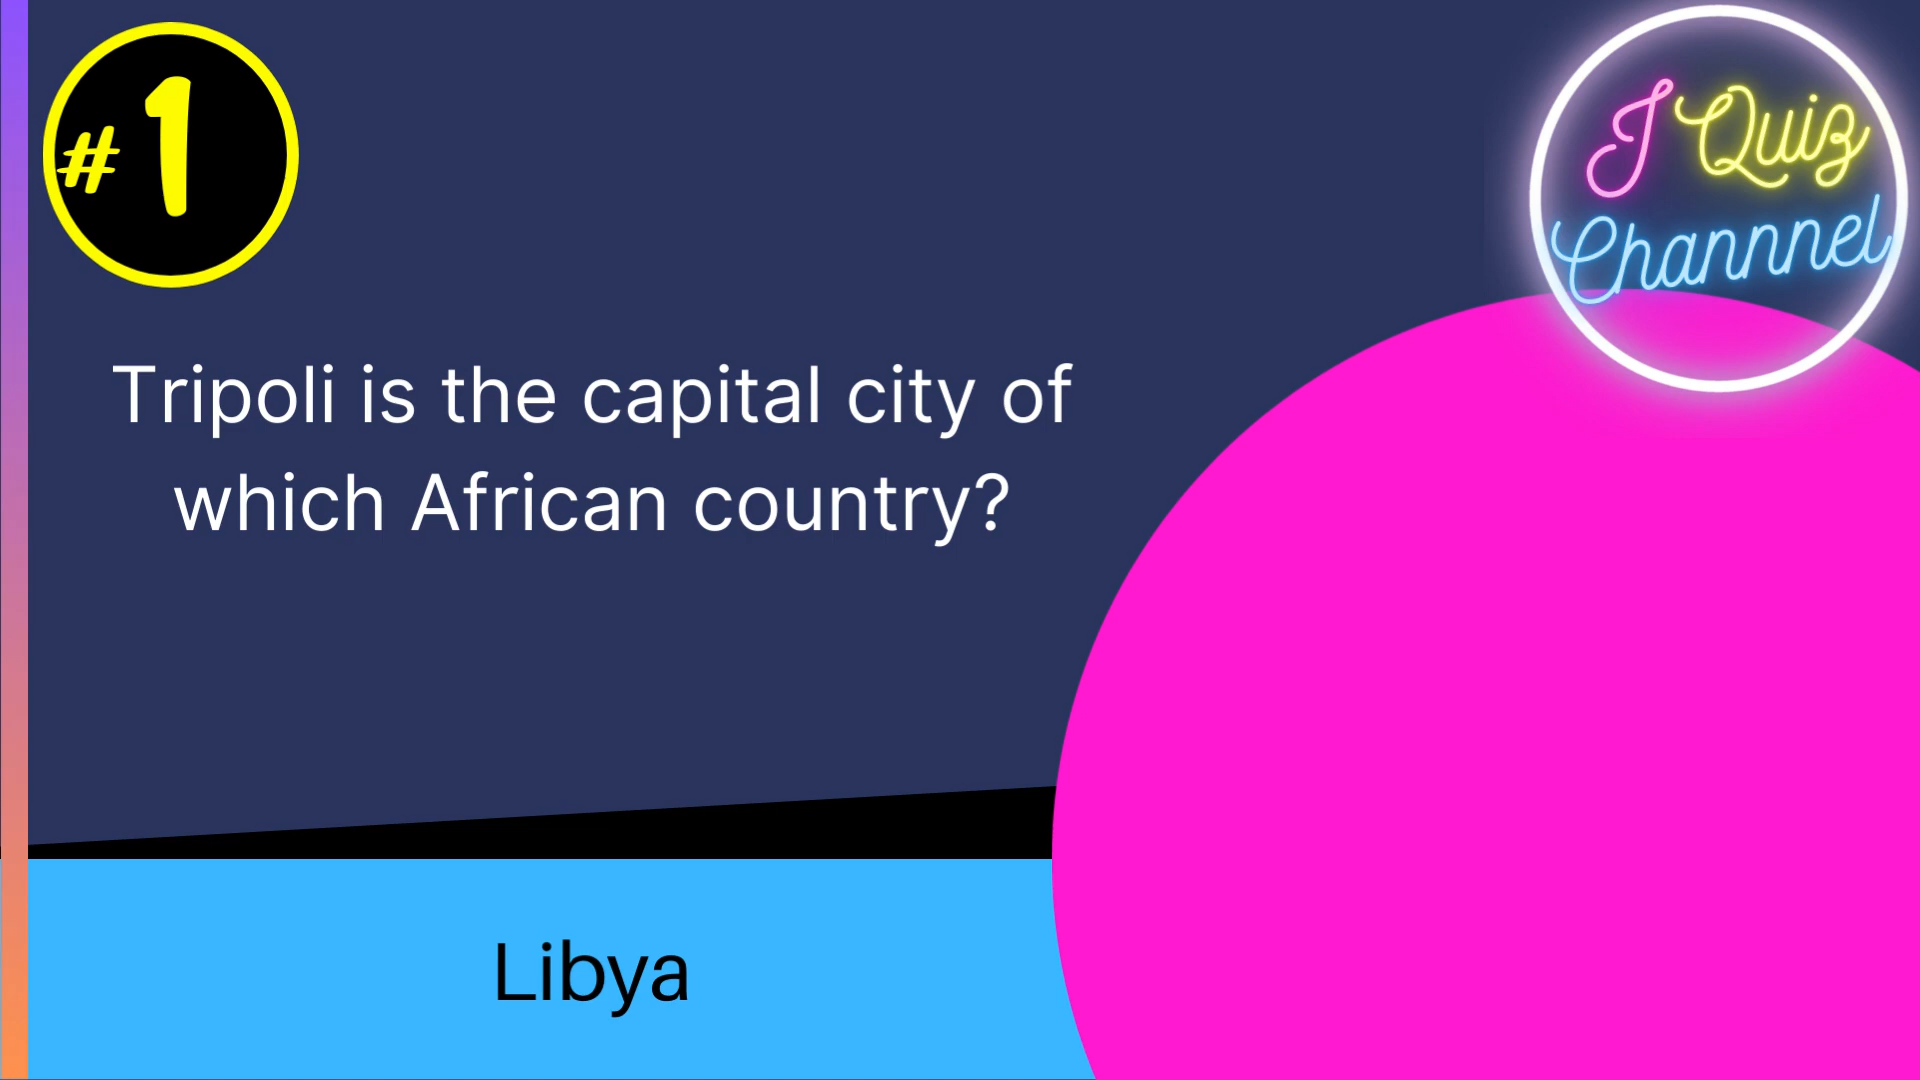 #1
J Quiz
Channnel
Tripoli is the capital city of
which African country?
Libya